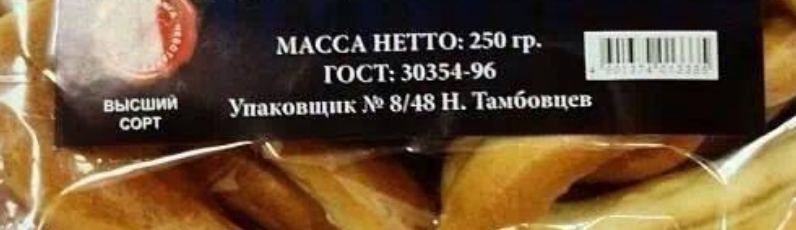 МАССА НЕТТО: 250 гр.
ГОСТ: 30354-96
ВЫСШИЙ
СОРТ
Упаковщик № 8/48 Н. Тамбовцев